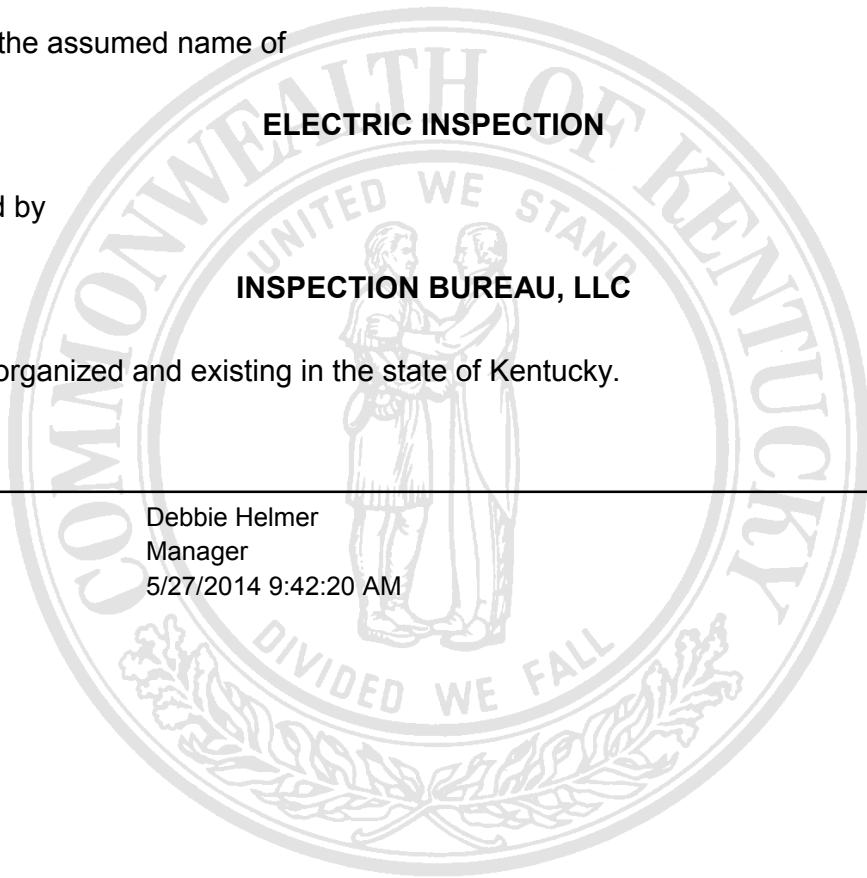 the assumed name of
ELECTRIC INSPECTION
d by
INSPECTION BUREAU, LLC
organized and existing in the state of Kentucky.
Debbie Helmer
Manager
5/27/2014 9:42:20 AM
COMMONWEALTH OF KENTUCKY
UNITED WE STAND
DIVIDED WE FALL